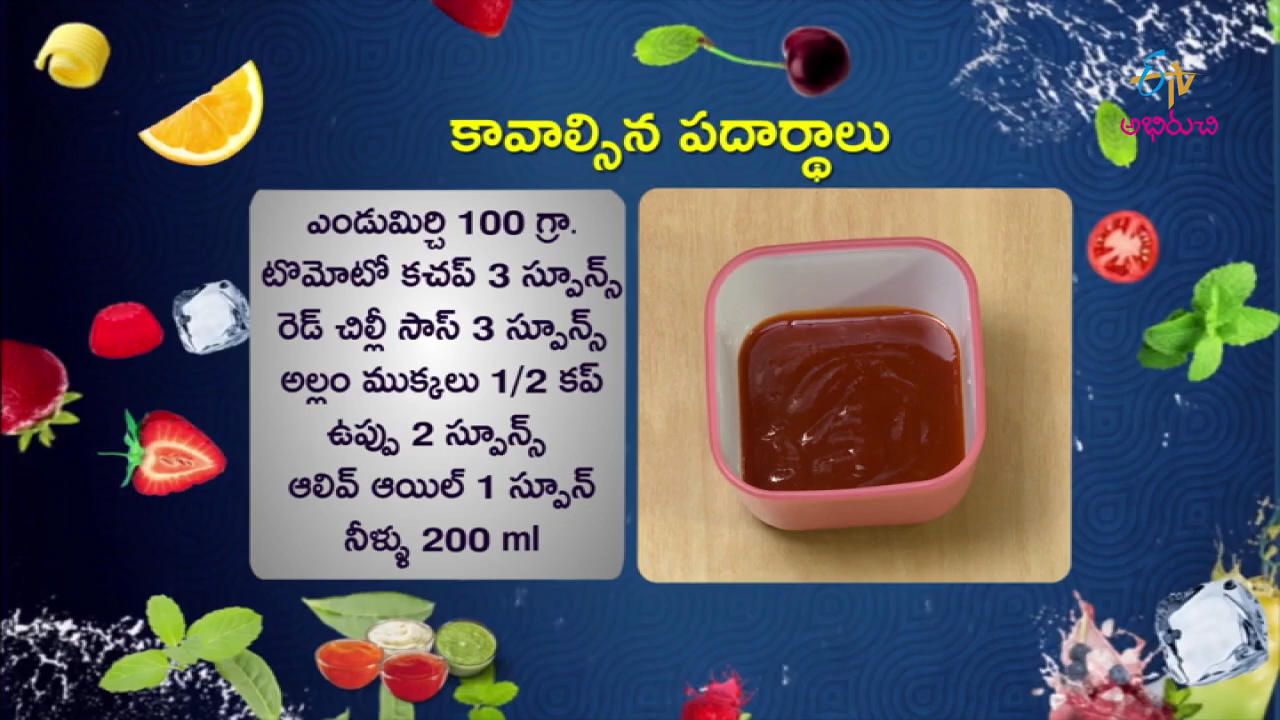 ETV
అభిరుచి
కావాల్సిన పదార్థాలు
ఎండుమిర్చి 100 గ్రా.
టొమోటో కచప్ 3 స్పూన్స్
రెడ్ చిల్లీ సాస్ 3 స్పూన్స్
అల్లం ముక్కలు 1/2 కప్
ఉప్పు 2 స్పూన్స్
ఆలివ్ ఆయిల్ 1 స్పూన్
నీళ్ళు 200 ml